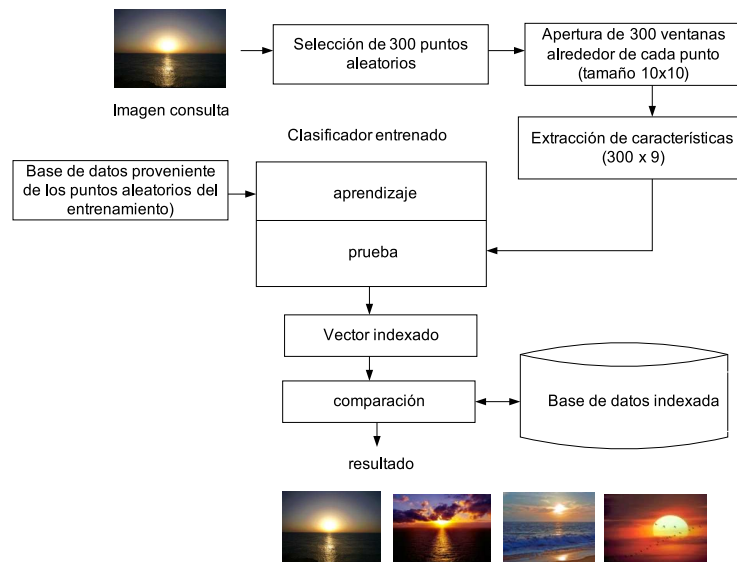 Selección de 300 puntos
aleatorios
Apertura de 300 ventanas
alrededor de cada punto
(tamaño 10x10)
Imagen consulta
Clasificador entrenado
Extracción de características
(300 x 9)
Base de datos proveniente
de los puntos aleatorios del
entrenamiento)
aprendizaje
prueba
Vector indexado
comparación
Base de datos indexada
resultado